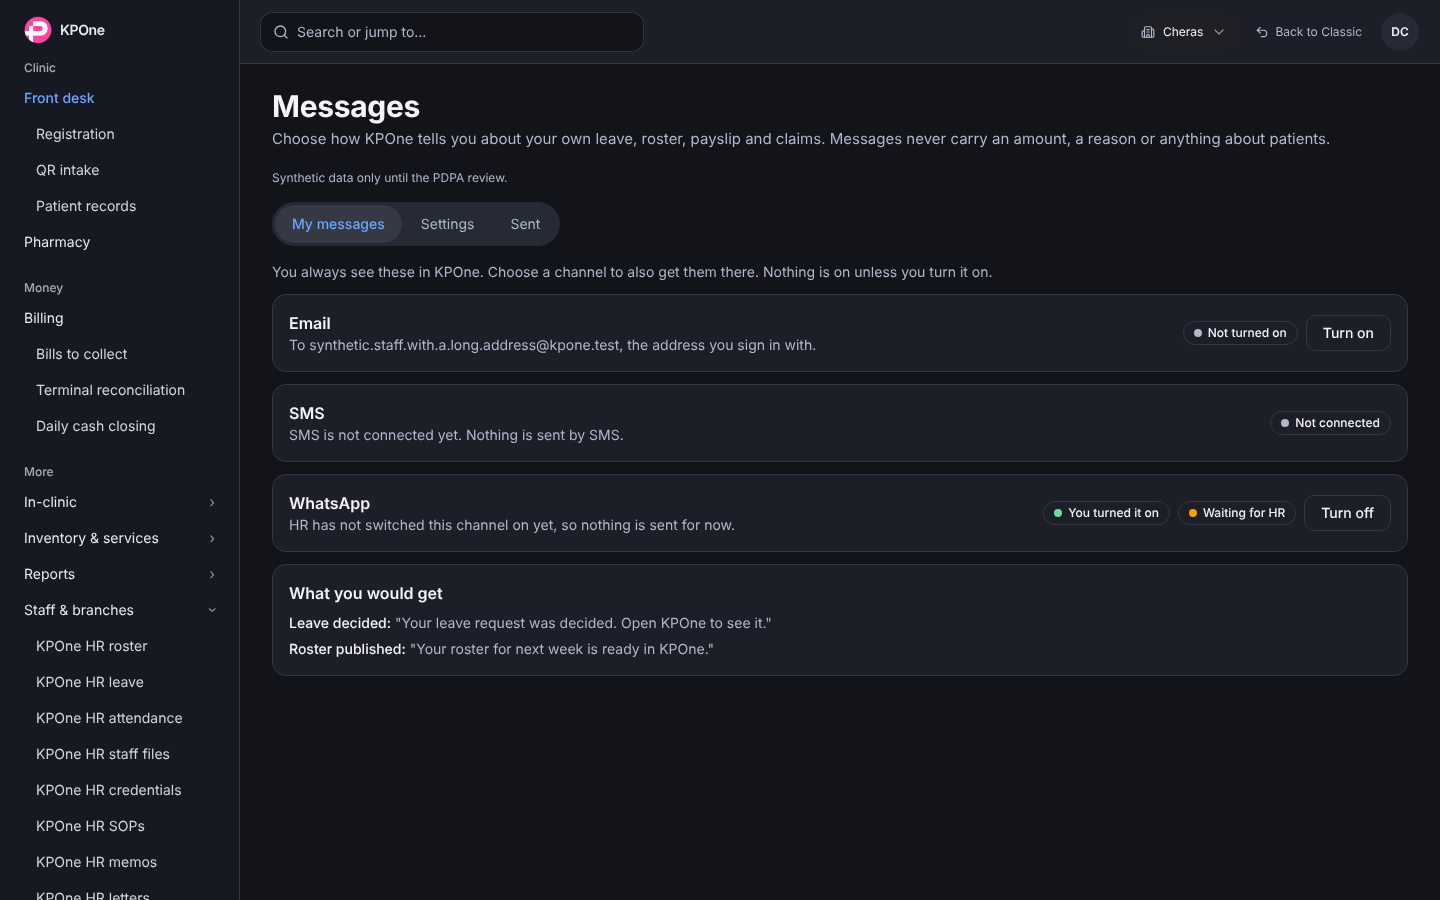 KPOne
Clinic
Front desk
Registration
QR intake
Patient records
Pharmacy
Money
Billing
Bills to collect
Terminal reconciliation
Daily cash closing
More
In-clinic
Inventory & services
Reports
Staff & branches
KPOne HR roster
KPOne HR leave
KPOne HR attendance
KPOne HR staff files
KPOne HR credentials
KPOne HR SOPs
KPOne HR memos
KPOne HR letters
Search or jump to...
Cheras
Back to Classic
DC
Messages
Choose how KPOne tells you about your own leave, roster, payslip and claims. Messages never carry an amount, a reason or anything about patients.
Synthetic data only until the PDPA review.
My messages
Settings
Sent
You always see these in KPOne. Choose a channel to also get them there. Nothing is on unless you turn it on.
Email
To synthetic.staff.with.a.long.address@kpone.test, the address you sign in with.
Not turned on
Turn on
SMS
SMS is not connected yet. Nothing is sent by SMS.
Not connected
WhatsApp
HR has not switched this channel on yet, so nothing is sent for now.
You turned it on
Waiting for HR
Turn off
What you would get
Leave decided: "Your leave request was decided. Open KPOne to see it."
Roster published: "Your roster for next week is ready in KPOne."